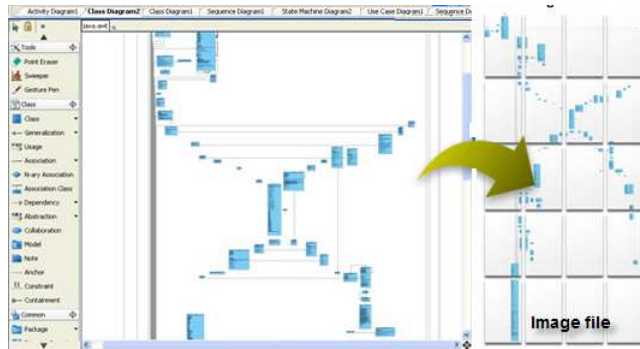 Activity Diagram1
Class Diagram2
Class Diagram1
Sequence Diagram1
State Machine Diagram2
Use Case Diagram1
Sequence D
java.awt
Tools
Point Eraser
Sweeper
Gesture Pen
Class
Class
Generalization
Usage
Association
N-ary Association
Association Class
Dependency
Abstraction
Collaboration
Model
Note
Anchor
Constraint
Containment
Common
Package
Image file